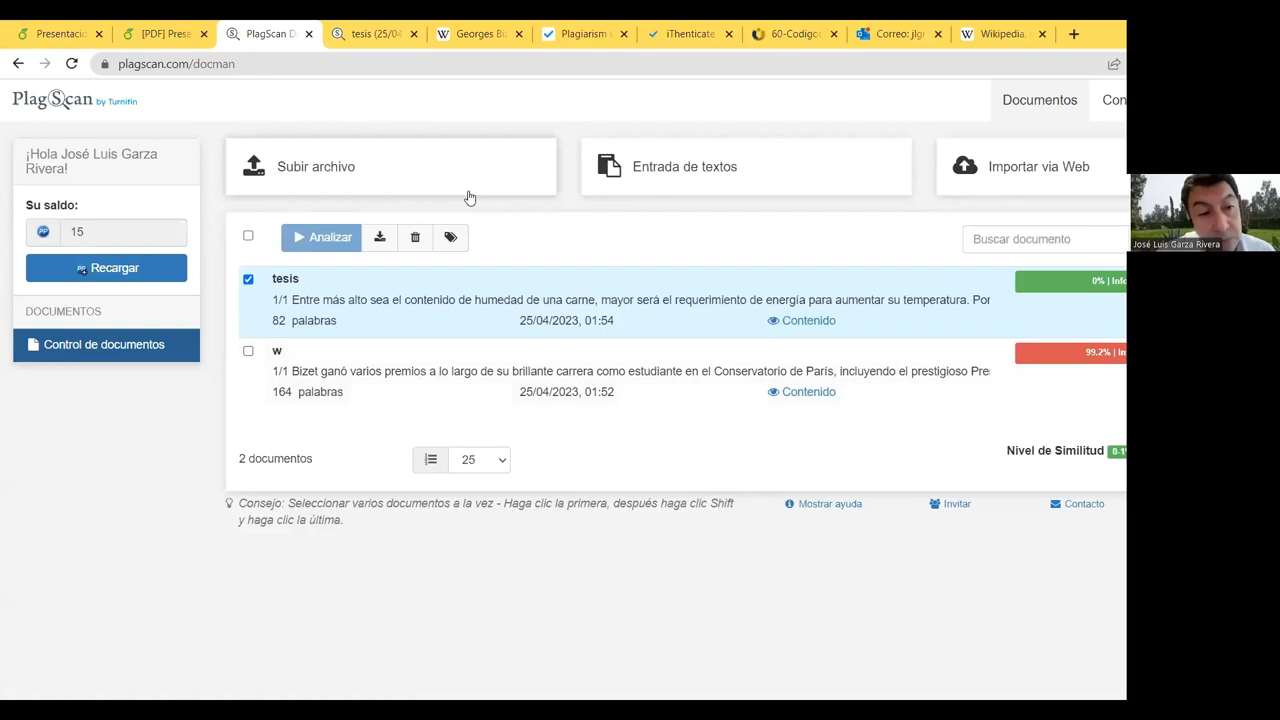 Presentacio
[PDF] Prese
PlagScan D
tesis (25/04
Georges Bi
Plagiarism
iThenticate
60-Codigo
Correo: jlgr
Wikipedia,
plagscan.com/docman
PlagScan by Turnitin
Documentos
Con
¡Hola José Luis Garza
Rivera!
Su saldo:
15
Recargar
DOCUMENTOS
Control de documentos
Subir archivo
Entrada de textos
Importar via Web
Analizar
Buscar documento
tesis
0% | Info
1/1 Entre más alto sea el contenido de humedad de una carne, mayor será el requerimiento de energía para aumentar su temperatura. Por
82 palabras 25/04/2023, 01:54 Contenido
w
99.2% | In
1/1 Bizet ganó varios premios a lo largo de su brillante carrera como estudiante en el Conservatorio de París, incluyendo el prestigioso Pre
164 palabras 25/04/2023, 01:52 Contenido
2 documentos
25
Nivel de Similitud 0-1
Consejo: Seleccionar varios documentos a la vez - Haga clic la primera, después haga clic Shift
y haga clic la última.
Mostrar ayuda
Invitar
Contacto
José Luis Garza Rivera